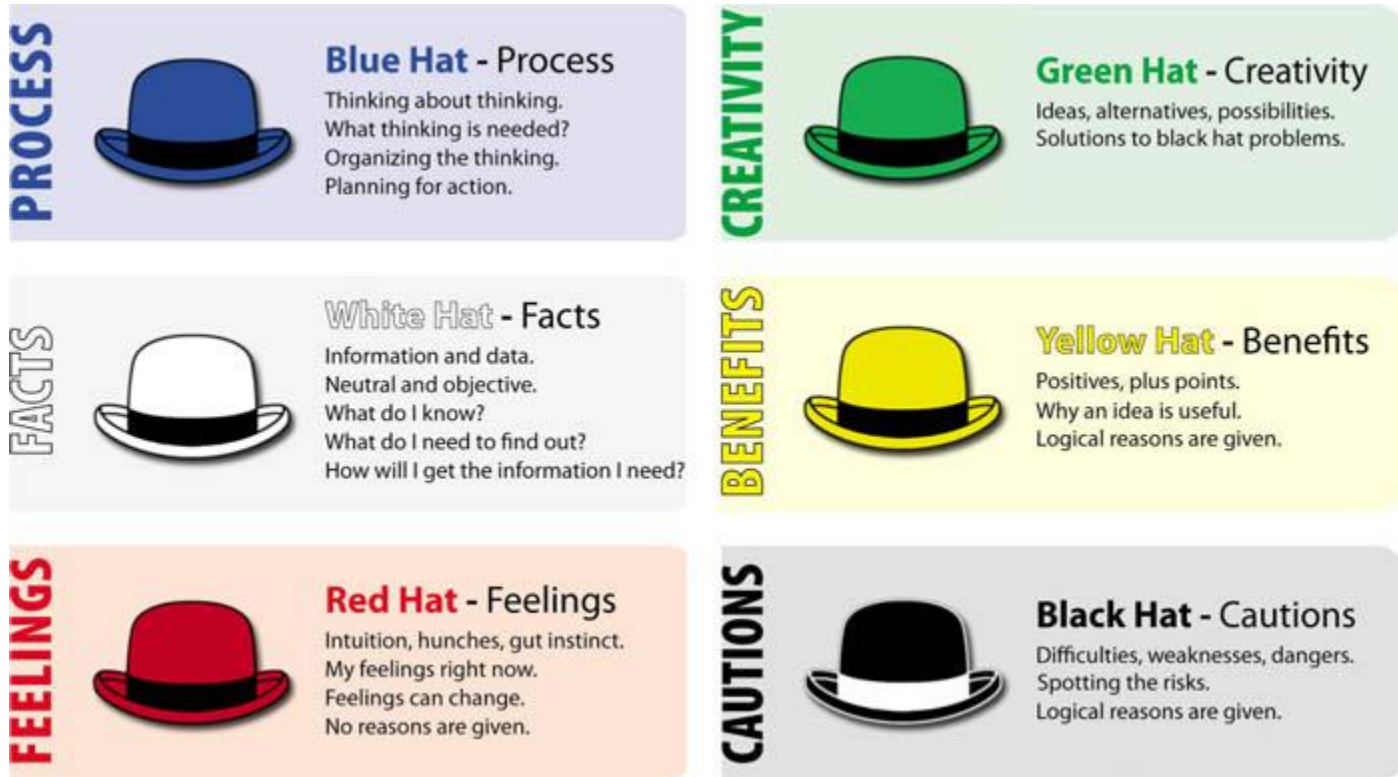 PROCESS
Blue Hat - Process
Thinking about thinking.
What thinking is needed?
Organizing the thinking.
Planning for action.
CREATIVITY
Green Hat - Creativity
Ideas, alternatives, possibilities.
Solutions to black hat problems.
FACTS
White Hat - Facts
Information and data.
Neutral and objective.
What do I know?
What do I need to find out?
How will I get the information I need?
BENEFITS
Yellow Hat - Benefits
Positives, plus points.
Why an idea is useful.
Logical reasons are given.
FEELINGS
Red Hat - Feelings
Intuition, hunches, gut instinct.
My feelings right now.
Feelings can change.
No reasons are given.
CAUTIONS
Black Hat - Cautions
Difficulties, weaknesses, dangers.
Spotting the risks.
Logical reasons are given.